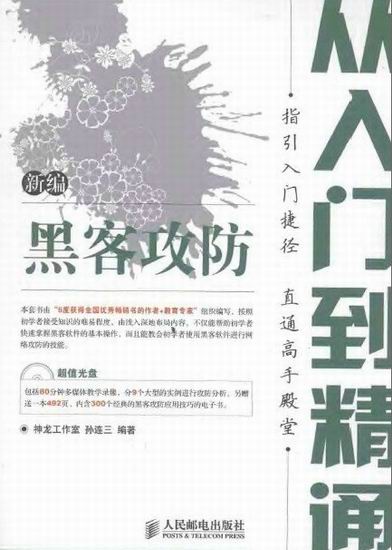 从入门到精通
指引入门捷径 直通高手殿堂
新编
黑客攻防
本套书由“8度获得全国优秀畅销书的作者+教育专家”组织编写,按照
初学者接受知识的难易程度,由浅入深地布局内容,不仅能帮助初学者
快速掌握黑客软件的基本操作,而且能教会初学者使用黑客软件进行网
络攻防的技能。
超值光盘
包括60分钟多媒体教学录像,分9个大型的实例进行攻防分析。另赠
送一本492页,内含300个经典的黑客攻防应用技巧的电子书。
神龙工作室 孙连三 编著
人民邮电出版社
POSTS & TELECOM PRESS